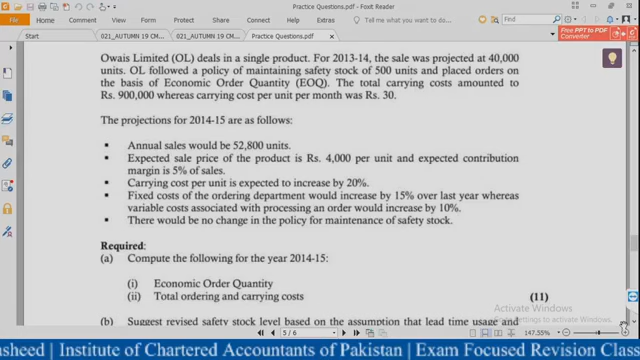 Practice Questions.pdf - Foxit Reader
File
Tell me what you want to do...
Find
Start
021_AUTUMN 19 CM...
021_AUTUMN 19 CM...
Practice Questions.pdf
Free PPT to PDF
Converter
Owais Limited (OL) deals in a single product. For 2013-14, the sale was projected at 40,000
units. OL followed a policy of maintaining safety stock of 500 units and placed orders on
the basis of Economic Order Quantity (EOQ). The total carrying costs amounted to
Rs. 900,000 whereas carrying cost per unit per month was Rs. 30.
The projections for 2014-15 are as follows:
▪ Annual sales would be 52,800 units.
▪ Expected sale price of the product is Rs. 4,000 per unit and expected contribution
margin is 5% of sales.
▪ Carrying cost per unit is expected to increase by 20%.
▪ Fixed costs of the ordering department would increase by 15% over last year whereas
variable costs associated with processing an order would increase by 10%.
▪ There would be no change in the policy for maintenance of safety stock.
Required:
(a) Compute the following for the year 2014-15:
(i) Economic Order Quantity
(ii) Total ordering and carrying costs
(11)
Activate Windows
Go to Settings to activate Windows.
(b) Suggest revised safety stock level based on the assumption that lead time usage and
5 / 6
147.55%
asheed | Institute of Chartered Accountants of Pakistan | Exam Focused Revision Classe